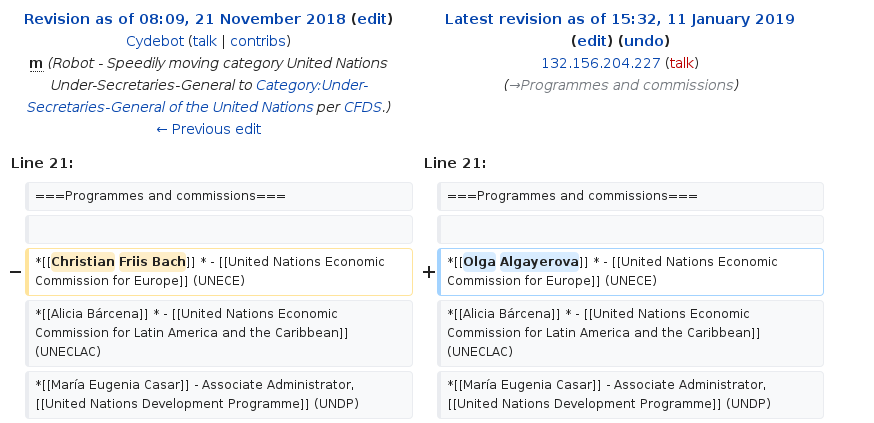 Revision as of 08:09, 21 November 2018 (edit)
Cydebot (talk | contribs)
m (Robot - Speedily moving category United Nations
Under-Secretaries-General to Category:Under-
Secretaries-General of the United Nations per CFDS.)
← Previous edit
Latest revision as of 15:32, 11 January 2019
(edit) (undo)
132.156.204.227 (talk)
(→Programmes and commissions)
Line 21:
Line 21:
===Programmes and commissions===
===Programmes and commissions===
− *[[Christian Friis Bach]] * - [[United Nations Economic
Commission for Europe]] (UNECE)
+ *[[Olga Algayerova]] * - [[United Nations Economic
Commission for Europe]] (UNECE)
*[[Alicia Bárcena]] * - [[United Nations Economic
Commission for Latin America and the Caribbean]]
(UNECLAC)
*[[Alicia Bárcena]] * - [[United Nations Economic
Commission for Latin America and the Caribbean]]
(UNECLAC)
*[[María Eugenia Casar]] - Associate Administrator,
[[United Nations Development Programme]] (UNDP)
*[[María Eugenia Casar]] - Associate Administrator,
[[United Nations Development Programme]] (UNDP)